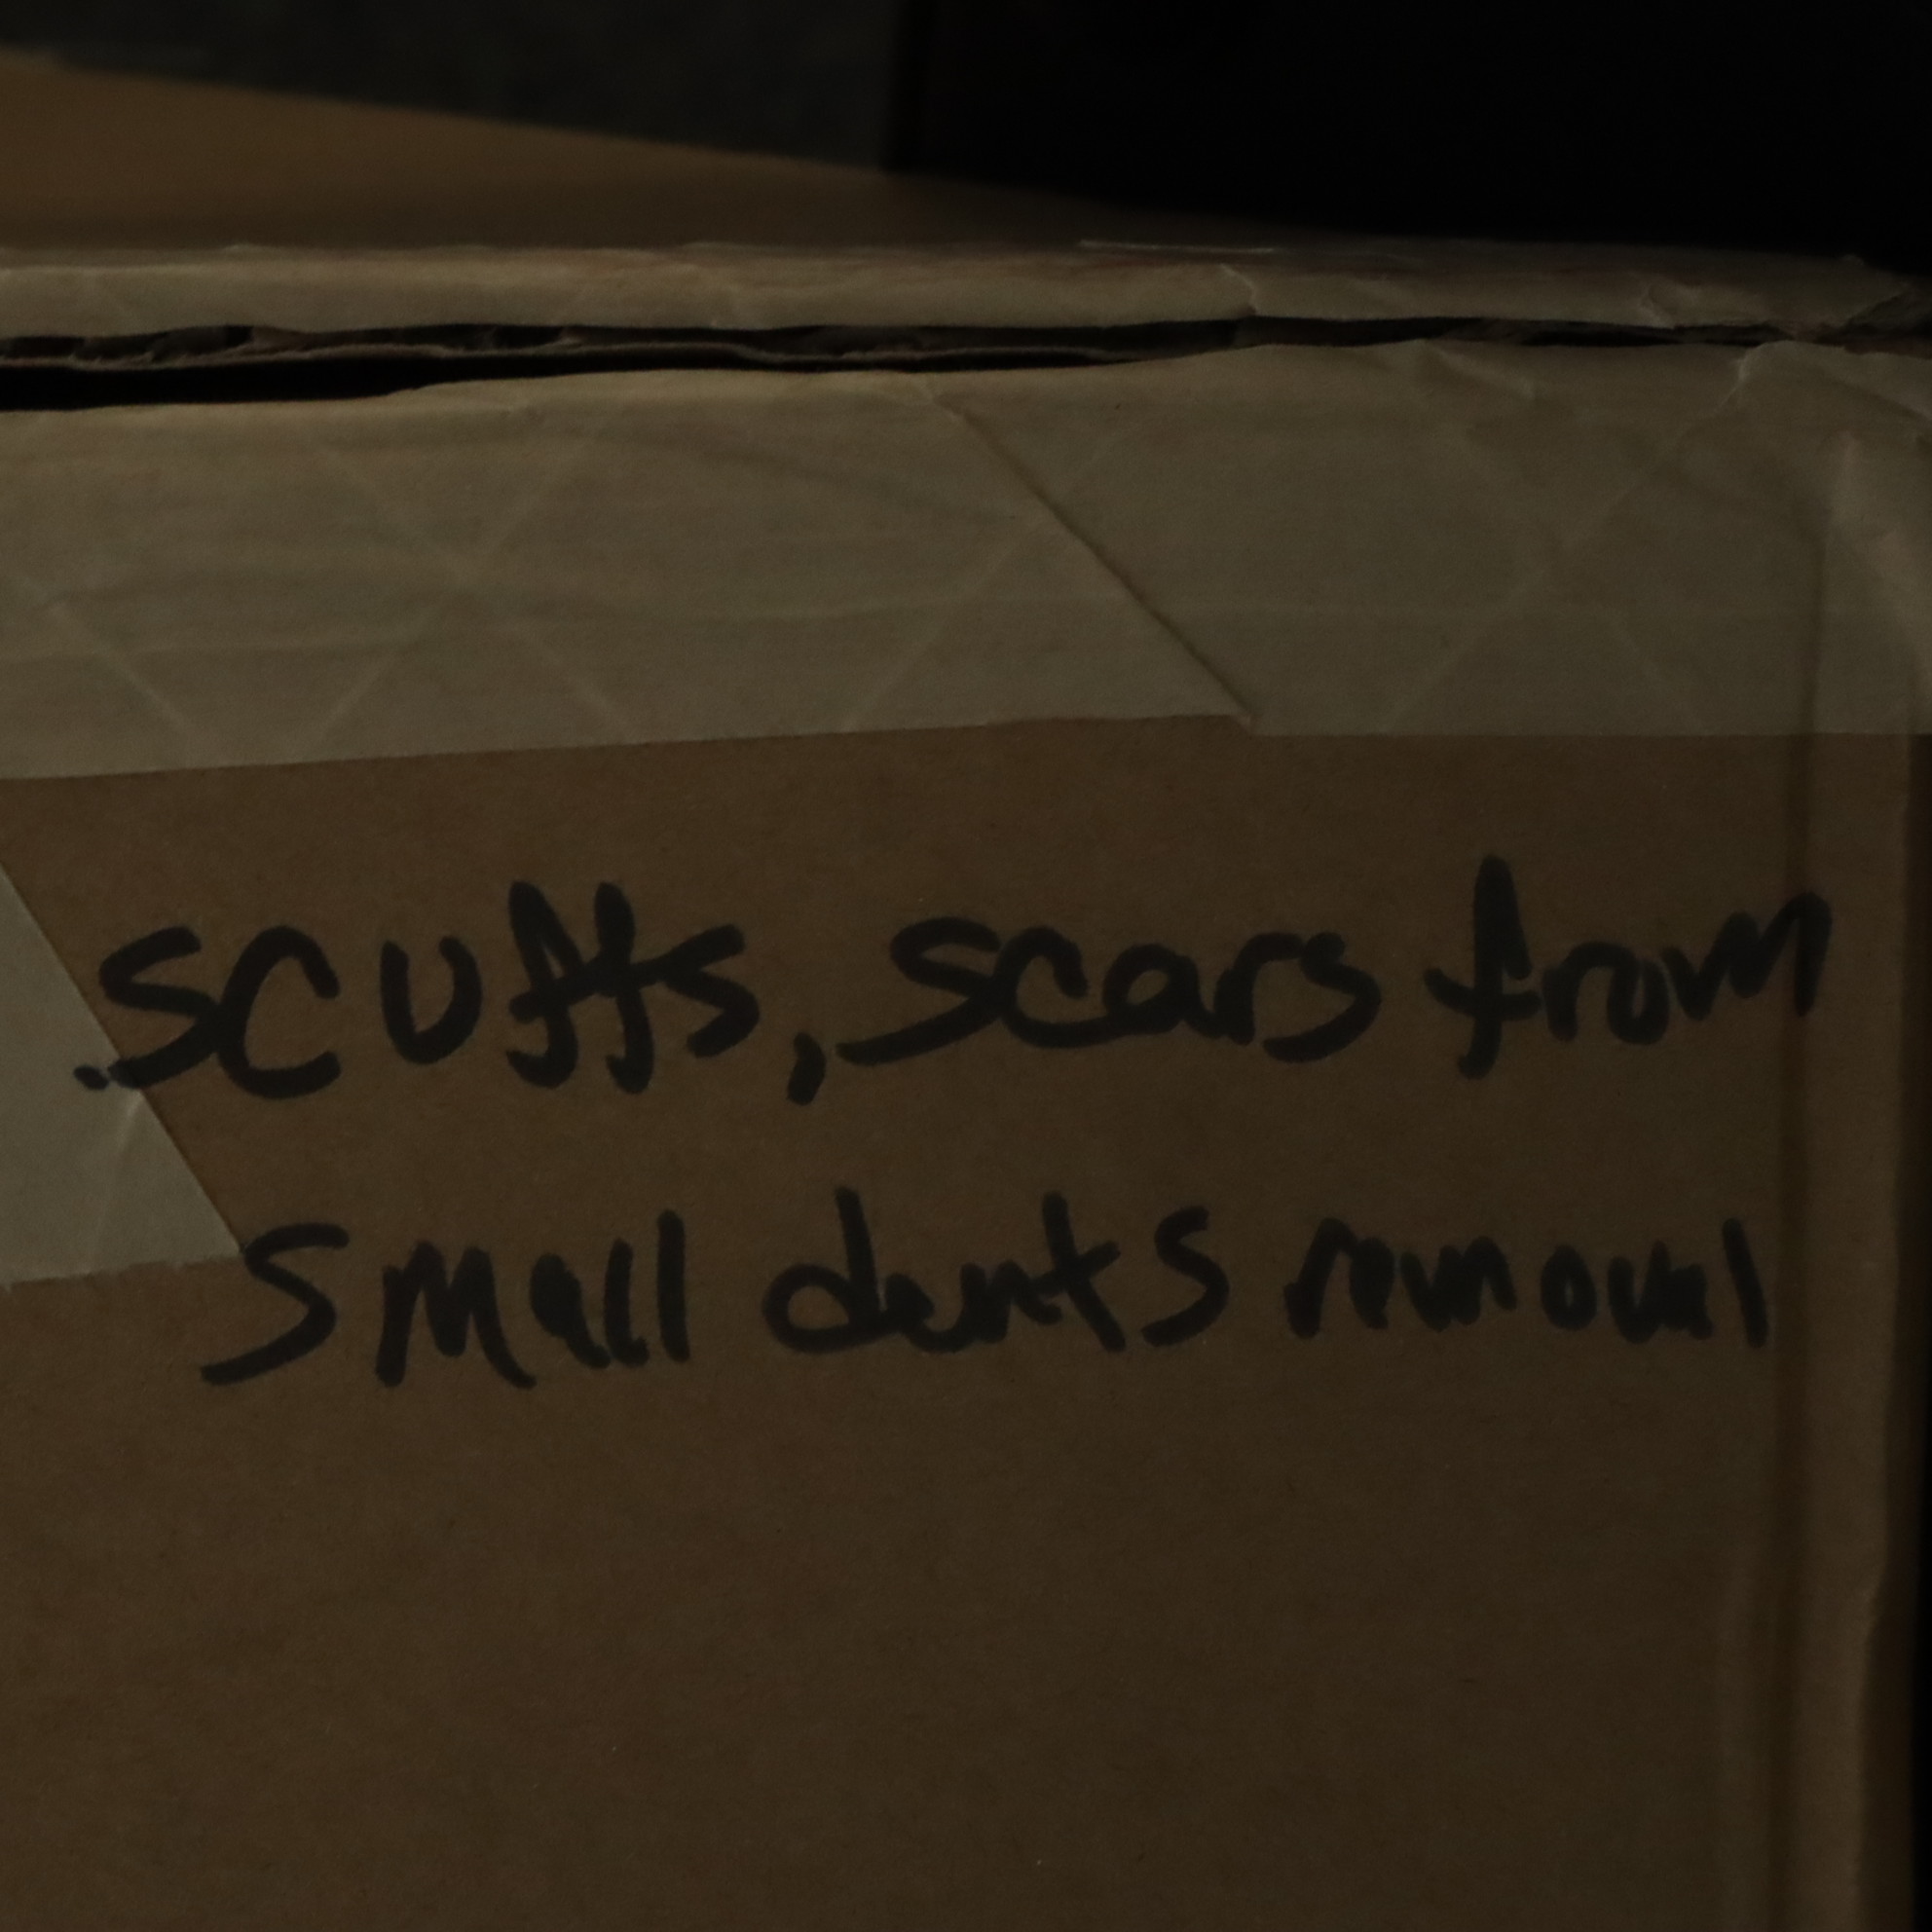 scuffs, scars from
small dents removal